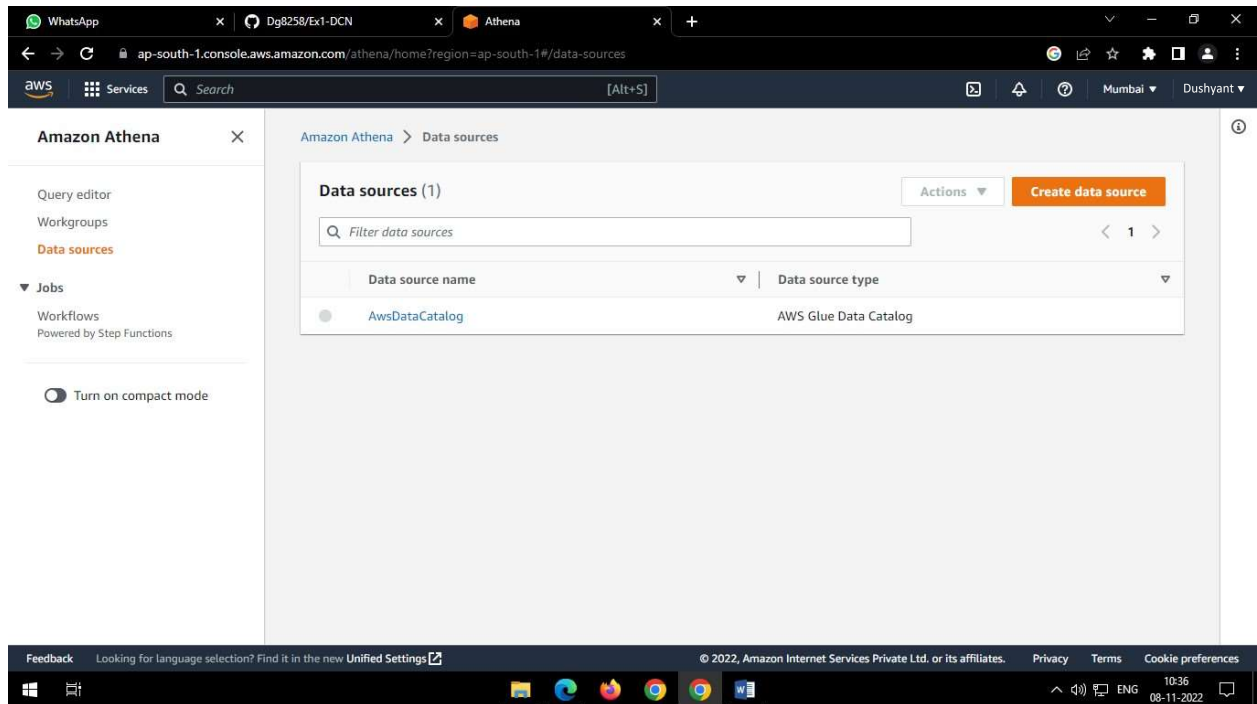 WhatsApp
Dg8258/Ex1-DCN
Athena
ap-south-1.console.aws.amazon.com/athena/home?region=ap-south-1#/data-sources
aws
Services
Search
[Alt+S]
Mumbai
Dushyant
Amazon Athena
Query editor
Workgroups
Data sources
Jobs
Workflows
Powered by Step Functions
Turn on compact mode
Amazon Athena > Data sources
Data sources (1)
Actions
Create data source
Filter data sources
< 1 >
Data source name
Data source type
AwsDataCatalog
AWS Glue Data Catalog
Feedback
Looking for language selection? Find it in the new Unified Settings
© 2022, Amazon Internet Services Private Ltd. or its affiliates.
Privacy
Terms
Cookie preferences
ENG
10:36
08-11-2022